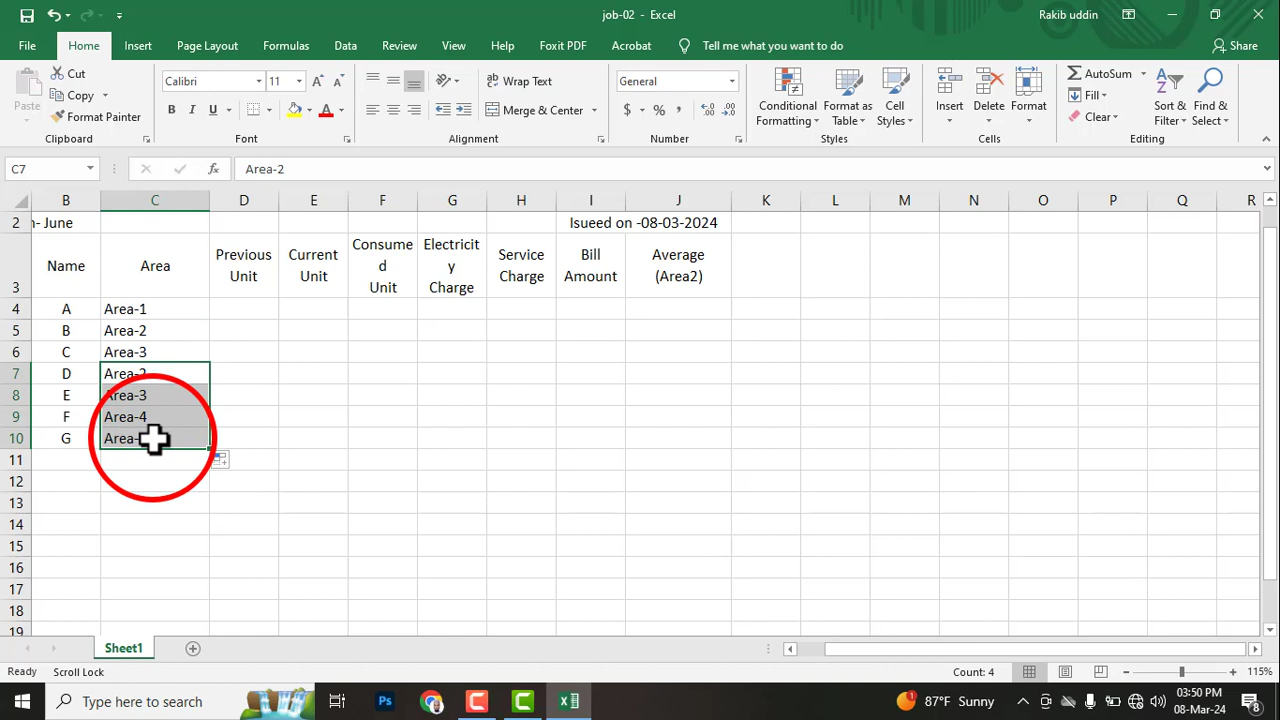 job-02 - Excel
Rakib uddin
File Home Insert Page Layout Formulas Data Review View Help Foxit PDF Acrobat Tell me what you want to do Share
Paste
Cut
Copy
Format Painter
Clipboard
Calibri 11
B I U
Font
Wrap Text
Merge & Center
Alignment
General
$ %
Number
Conditional
Formatting
Format as
Table
Cell
Styles
Styles
Insert
Delete
Format
Cells
AutoSum
Fill
Clear
Sort &
Filter
Find &
Select
Editing
C7 fx Area-2
B C D E F G H I J K L M N O P Q R
2 n- June Isueed on -08-03-2024
3 Name Area Previous Unit Current Unit Consumed Unit Electricity Charge Service Charge Bill Amount Average (Area2)
4 A Area-1
5 B Area-2
6 C Area-3
7 D Area-2
8 E Area-3
9 F Area-4
10 G Area-
11
12
13
14
15
16
17
18
19
Sheet1
Ready Scroll Lock Count: 4 115%
Type here to search
Ps
1 87°F Sunny
03:50 PM
08-Mar-24
8